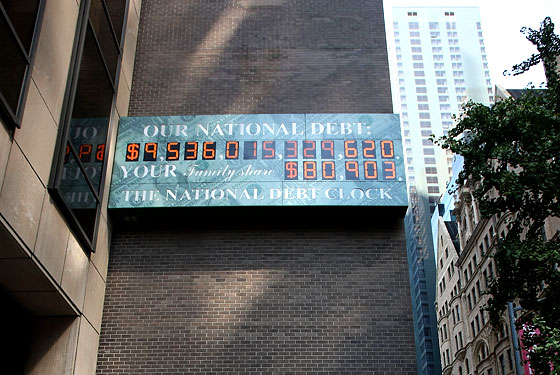 OUR NATIONAL DEBT:
$9,536,015,329,620.
YOUR Family share $80,903
THE NATIONAL DEBT CLOCK